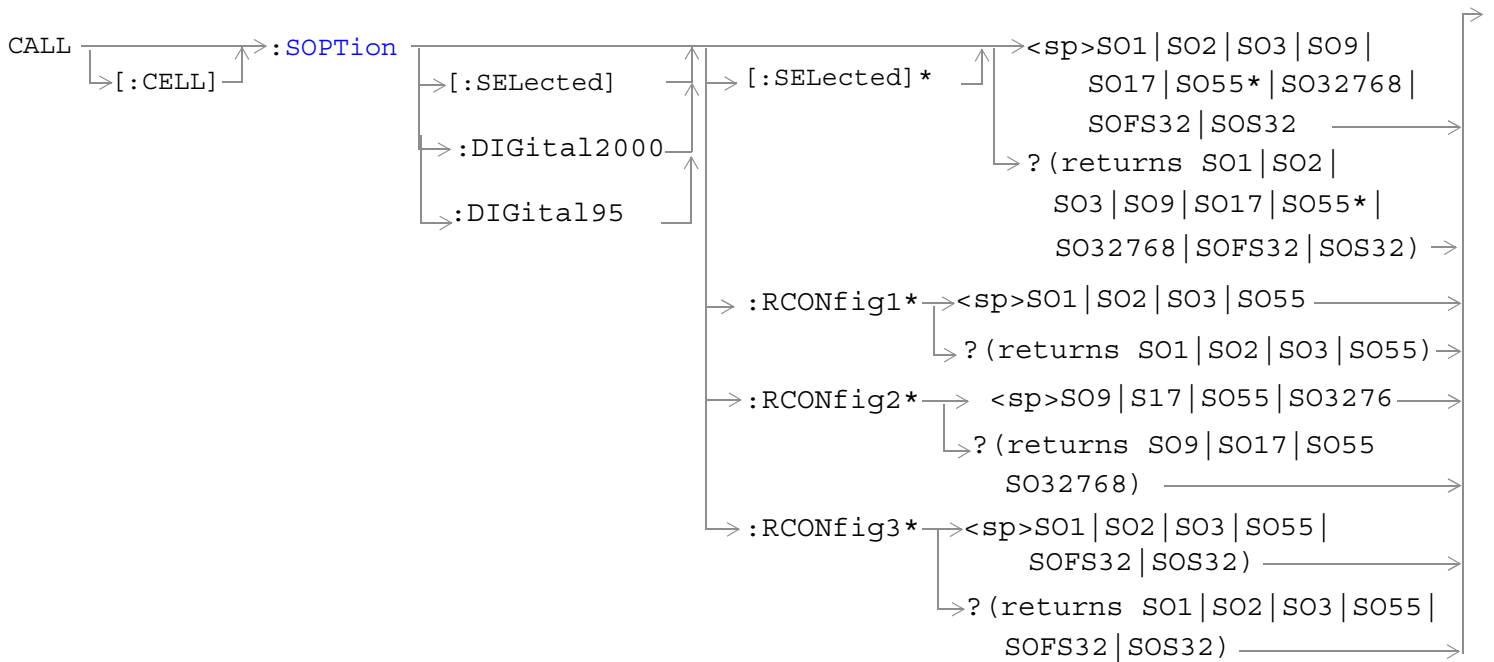 CALL :SOPTion <sp>SO1|SO2|SO3|SO9|
[:CELL] [:SELected] [:SELected]* SO17|SO55*|SO32768|
SOFS32|SOS32
:DIGital2000 ?(returns SO1|SO2|
:DIGital95 SO3|SO9|SO17|SO55*|
SO32768|SOFS32|SOS32)
:RCONfig1* <sp>SO1|SO2|SO3|SO55
?(returns SO1|SO2|SO3|SO55)
:RCONfig2* <sp>SO9|S17|SO55|SO3276
?(returns SO9|SO17|SO55
SO32768)
:RCONfig3* <sp>SO1|SO2|SO3|SO55|
SOFS32|SOS32)
?(returns SO1|SO2|SO3|SO55|
SOFS32|SOS32)